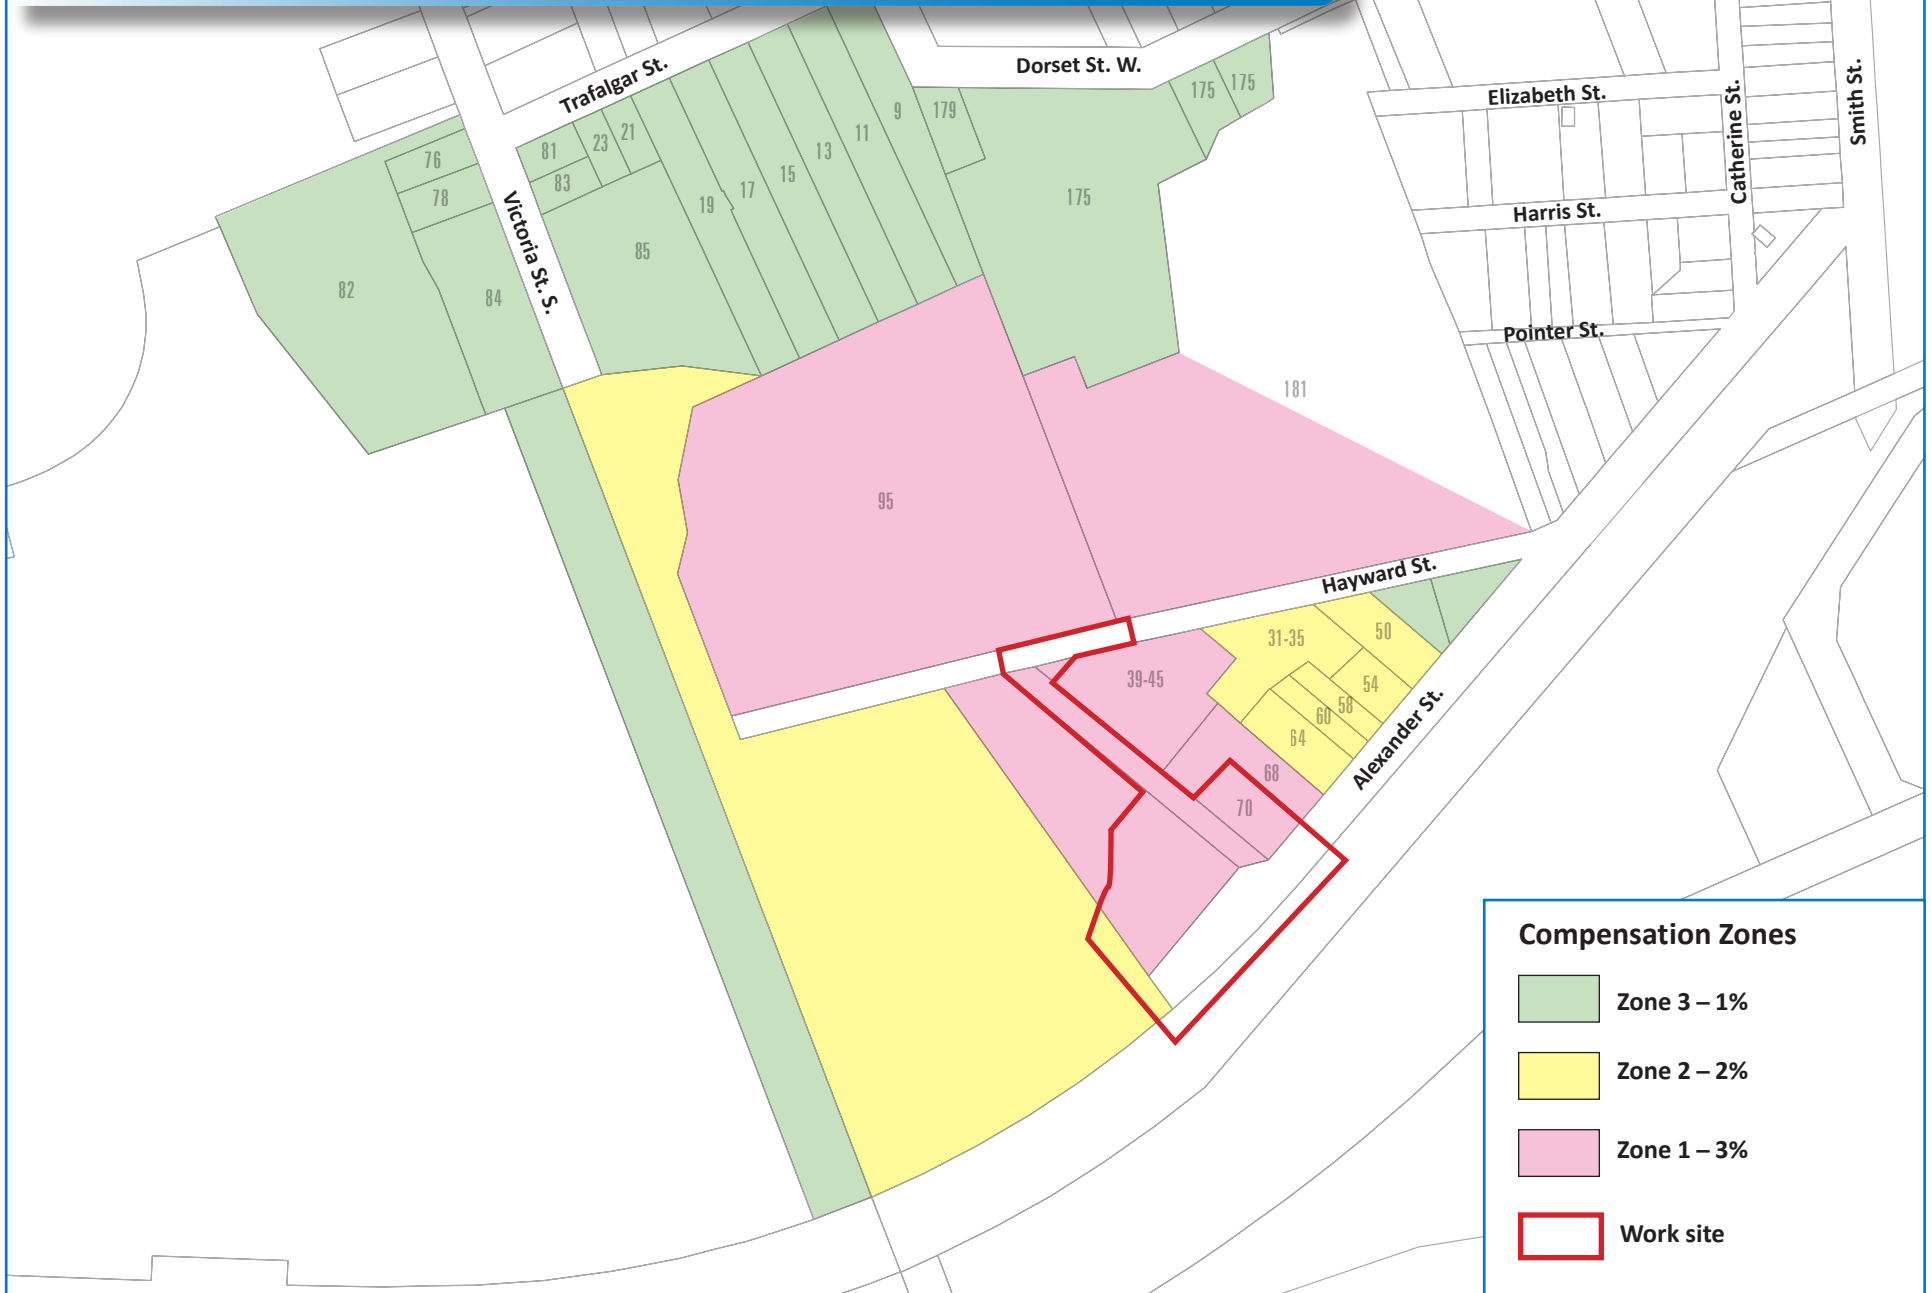 Dorset St. W.
Trafalgar St.
Elizabeth St.
Catherine St.
Smith St.
175
175
179
9
11
13
15
17
19
21
23
81
83
85
76
78
82
84
Victoria St. S.
175
Harris St.
Pointer St.
181
95
Hayward St.
31-35
50
39-45
54
58
60
64
68
70
Alexander St.
Compensation Zones
Zone 3 – 1%
Zone 2 – 2%
Zone 1 – 3%
Work site